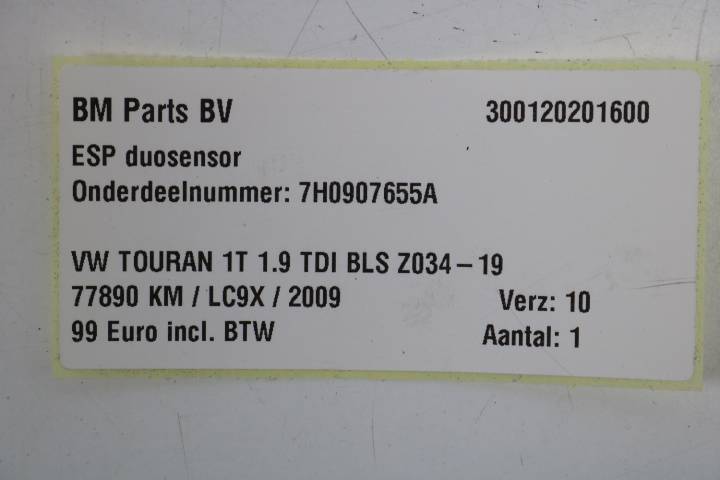 BM Parts BV 300120201600
ESP duosensor
Onderdeelnummer: 7H0907655A
VW TOURAN 1T 1.9 TDI BLS Z034-19
77890 KM / LC9X / 2009 Verz: 10
99 Euro incl. BTW Aantal: 1